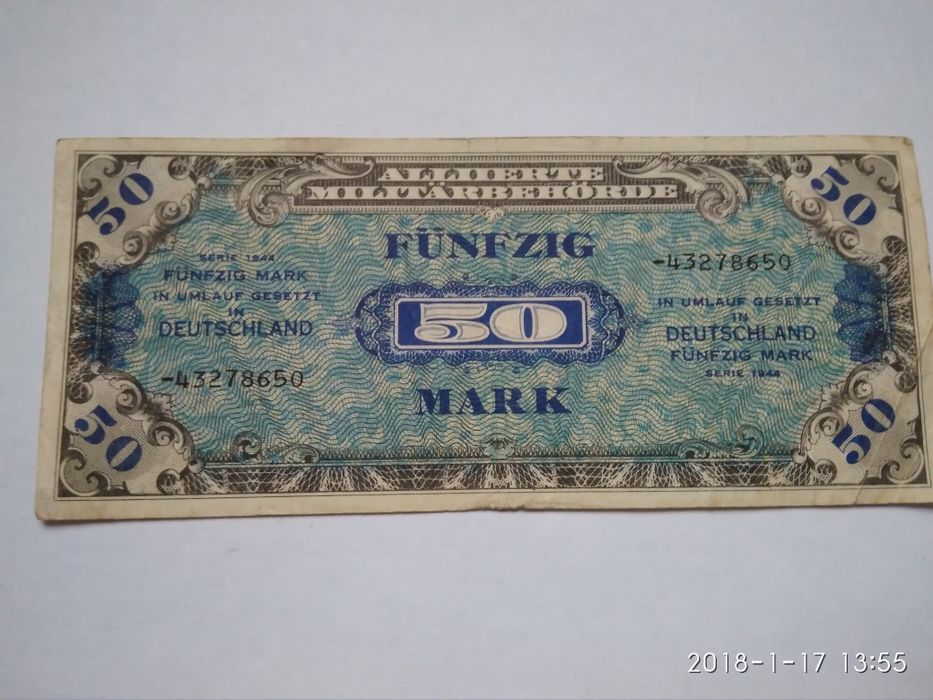 50
50
ALLIIERTE
MILITÄRBEHÖRDE
FÜNFZIG
SERIE 1944
FÜNFZIG MARK
IN UMLAUF GESETZT
IN
DEUTSCHLAND
-43278650
50
MARK
-43278650
IN UMLAUF GESETZT
IN
DEUTSCHLAND
FÜNFZIG MARK
SERIE 1944
50
50
2018-1-17 13:55